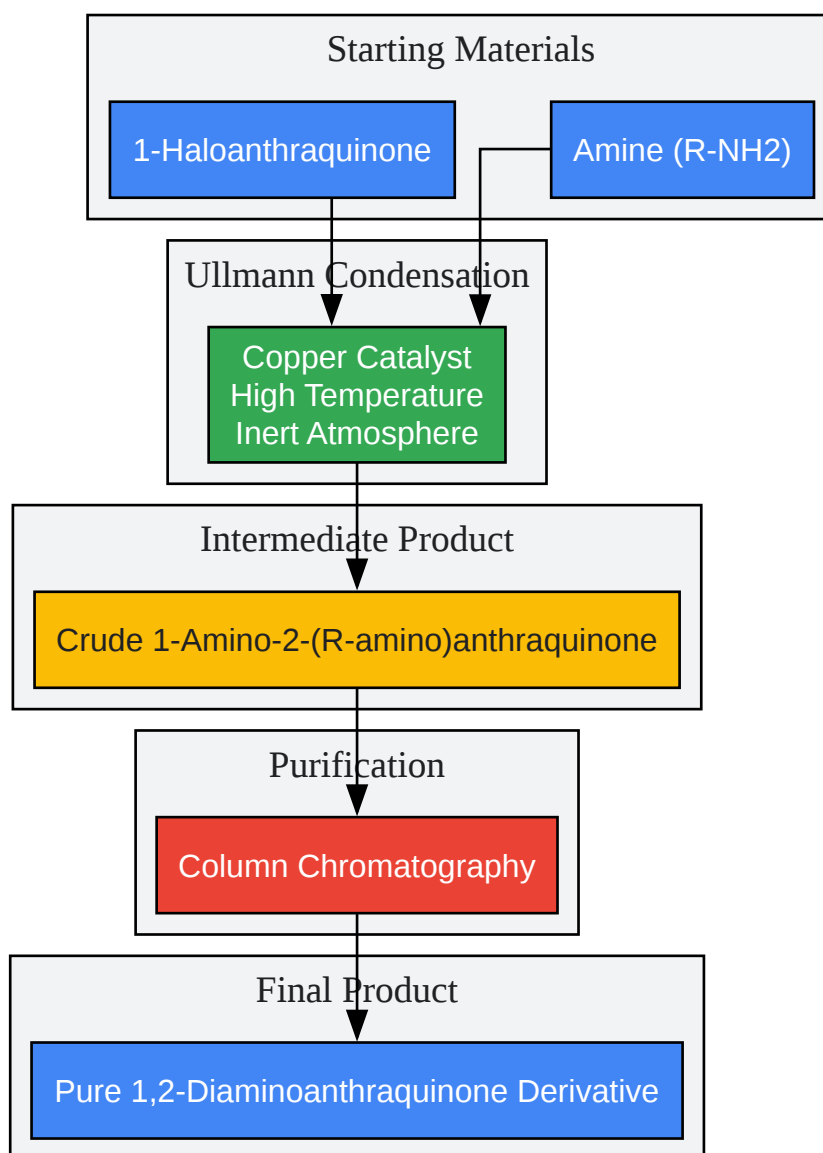 Starting Materials
1-Haloanthraquinone
Amine (R-NH2)
Ullmann Condensation
Copper Catalyst
High Temperature
Inert Atmosphere
Intermediate Product
Crude 1-Amino-2-(R-amino)anthraquinone
Purification
Column Chromatography
Final Product
Pure 1,2-Diaminoanthraquinone Derivative